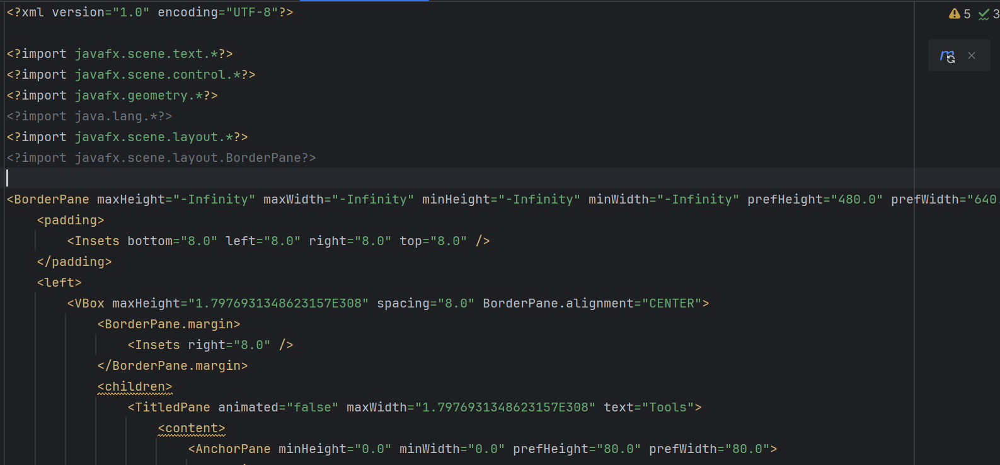 <?xml version="1.0" encoding="UTF-8"?>
5 3
<?import javafx.scene.text.*?>
<?import javafx.scene.control.*?>
<?import javafx.geometry.*?>
<?import java.lang.*?>
<?import javafx.scene.layout.*?>
<?import javafx.scene.layout.BorderPane?>
<BorderPane maxHeight="-Infinity" maxWidth="-Infinity" minHeight="-Infinity" minWidth="-Infinity" prefHeight="480.0" prefWidth="640.
<padding>
<Insets bottom="8.0" left="8.0" right="8.0" top="8.0" />
</padding>
<left>
<VBox maxHeight="1.7976931348623157E308" spacing="8.0" BorderPane.alignment="CENTER">
<BorderPane.margin>
<Insets right="8.0" />
</BorderPane.margin>
<children>
<TitledPane animated="false" maxWidth="1.7976931348623157E308" text="Tools">
<content>
<AnchorPane minHeight="0.0" minWidth="0.0" prefHeight="80.0" prefWidth="80.0">